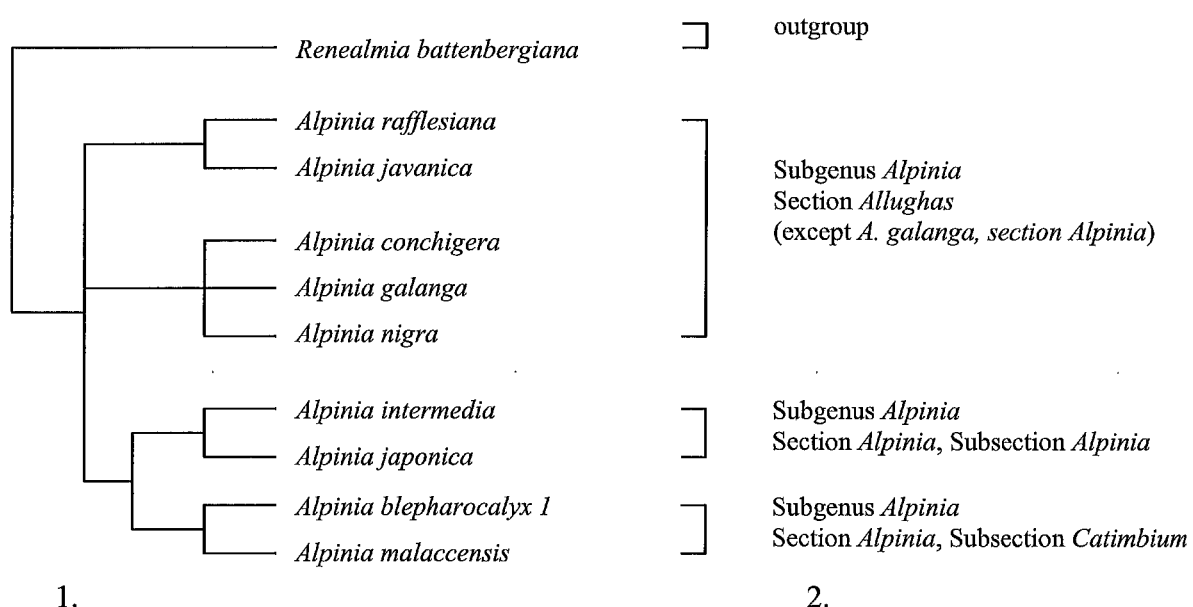 Renealmia battenbergiana
outgroup
Alpinia rafflesiana
Alpinia javanica
Alpinia conchigera
Alpinia galanga
Alpinia nigra
Subgenus Alpinia
Section Allughas
(except A. galanga, section Alpinia)
Alpinia intermedia
Alpinia japonica
Subgenus Alpinia
Section Alpinia, Subsection Alpinia
Alpinia blepharocalyx 1
Alpinia malaccensis
Subgenus Alpinia
Section Alpinia, Subsection Catimbium
1.
2.